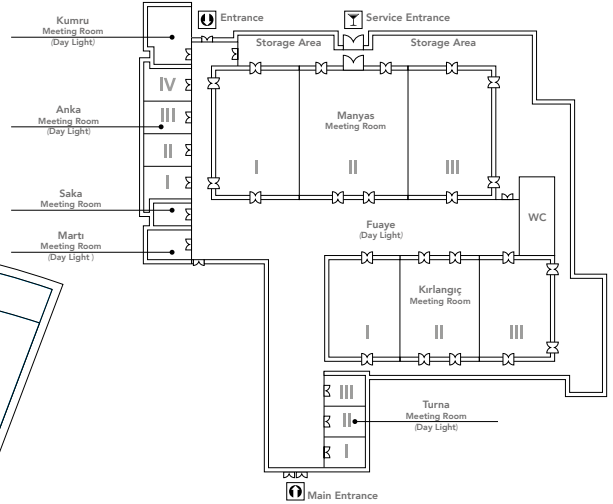 Kumru
Meeting Room
(Day Light)
Entrance
Service Entrance
Storage Area
Storage Area
IV
III
II
I
Anka
Meeting Room
(Day Light)
Manyas
Meeting Room
I
II
III
Saka
Meeting Room
Martı
Meeting Room
(Day Light )
Fuaye
(Day Light)
WC
Kırlangıç
Meeting Room
I
II
III
III
II
I
Turna
Meeting Room
(Day Light)
Main Entrance